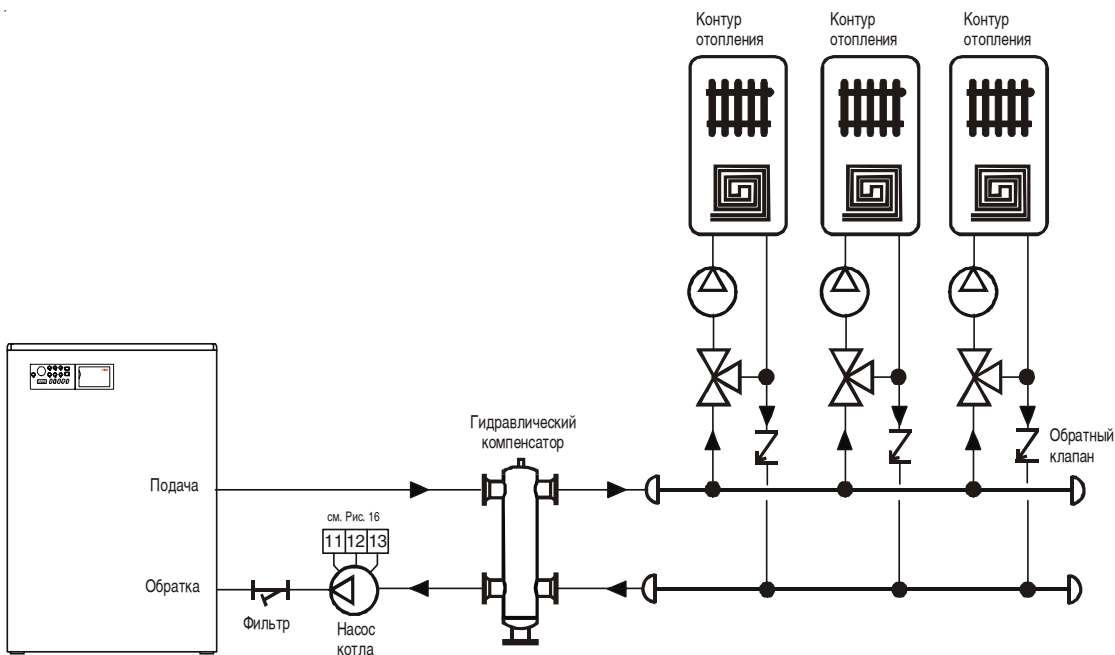 Контур
отопления
Контур
отопления
Контур
отопления
Гидравлический
компенсатор
Обратный
клапан
Подача
см. Рис. 16
11 12 13
Обратка
Фильтр
Насос
котла